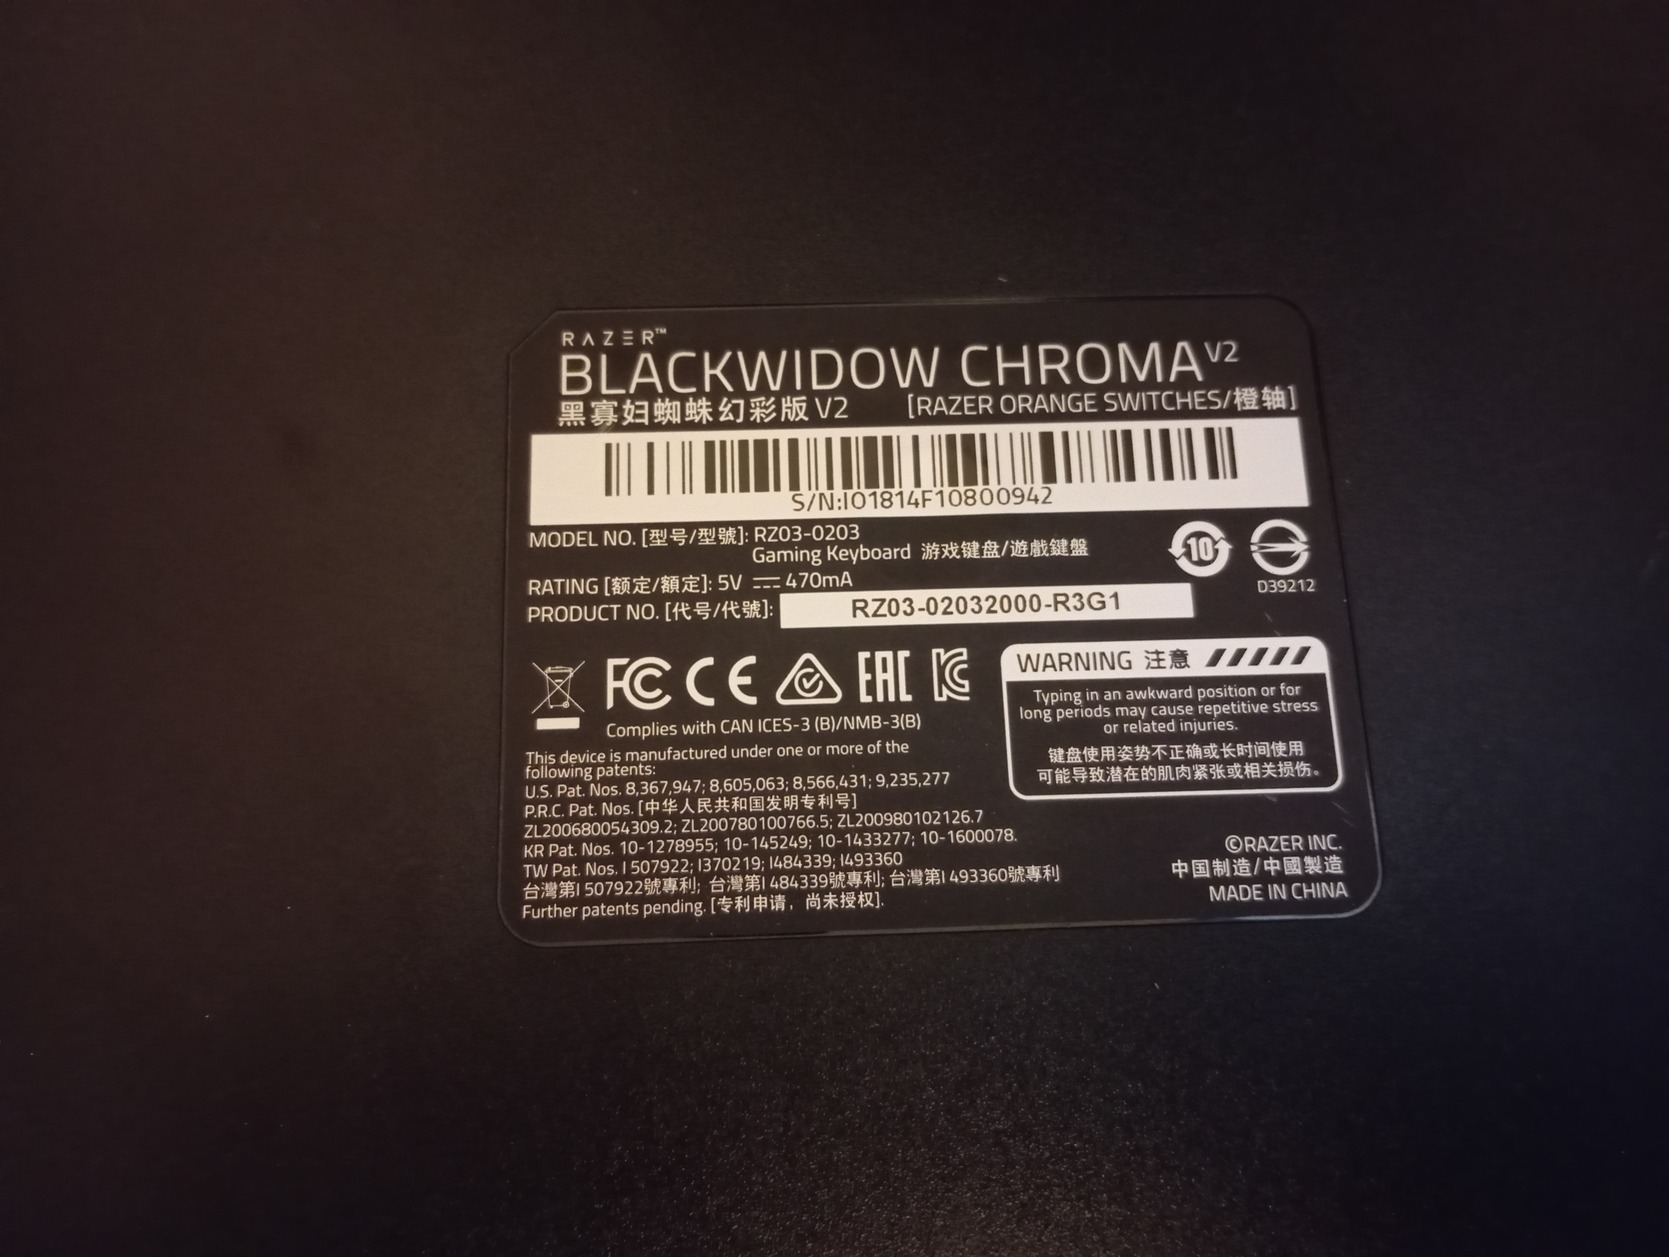 RAZER™
BLACKWIDOW CHROMA V2
黑寡妇蜘蛛幻彩版 V2 [RAZER ORANGE SWITCHES/橙轴]
S/N:IO1814F10800942
MODEL NO. [型号/型號]: RZ03-0203
Gaming Keyboard 游戏键盘/遊戲鍵盤
10
D39212
RATING [额定/額定]: 5V ⎓ 470mA
PRODUCT NO. [代号/代號]: RZ03-02032000-R3G1
FC CE EAC KC
Complies with CAN ICES-3 (B)/NMB-3(B)
This device is manufactured under one or more of the
following patents:
U.S. Pat. Nos. 8,367,947; 8,605,063; 8,566,431; 9,235,277
P.R.C. Pat. Nos. [中华人民共和国发明专利号]
ZL200680054309.2; ZL200780100766.5; ZL200980102126.7
KR Pat. Nos. 10-1278955; 10-145249; 10-1433277; 10-1600078.
TW Pat. Nos. I 507922; I370219; I484339; I493360
台灣第I 507922號專利; 台灣第I 484339號專利; 台灣第I 493360號專利
Further patents pending. [专利申请，尚未授权].
WARNING 注意
Typing in an awkward position or for
long periods may cause repetitive stress
or related injuries.
键盘使用姿势不正确或长时间使用
可能导致潜在的肌肉紧张或相关损伤。
©RAZER INC.
中国制造/中國製造
MADE IN CHINA